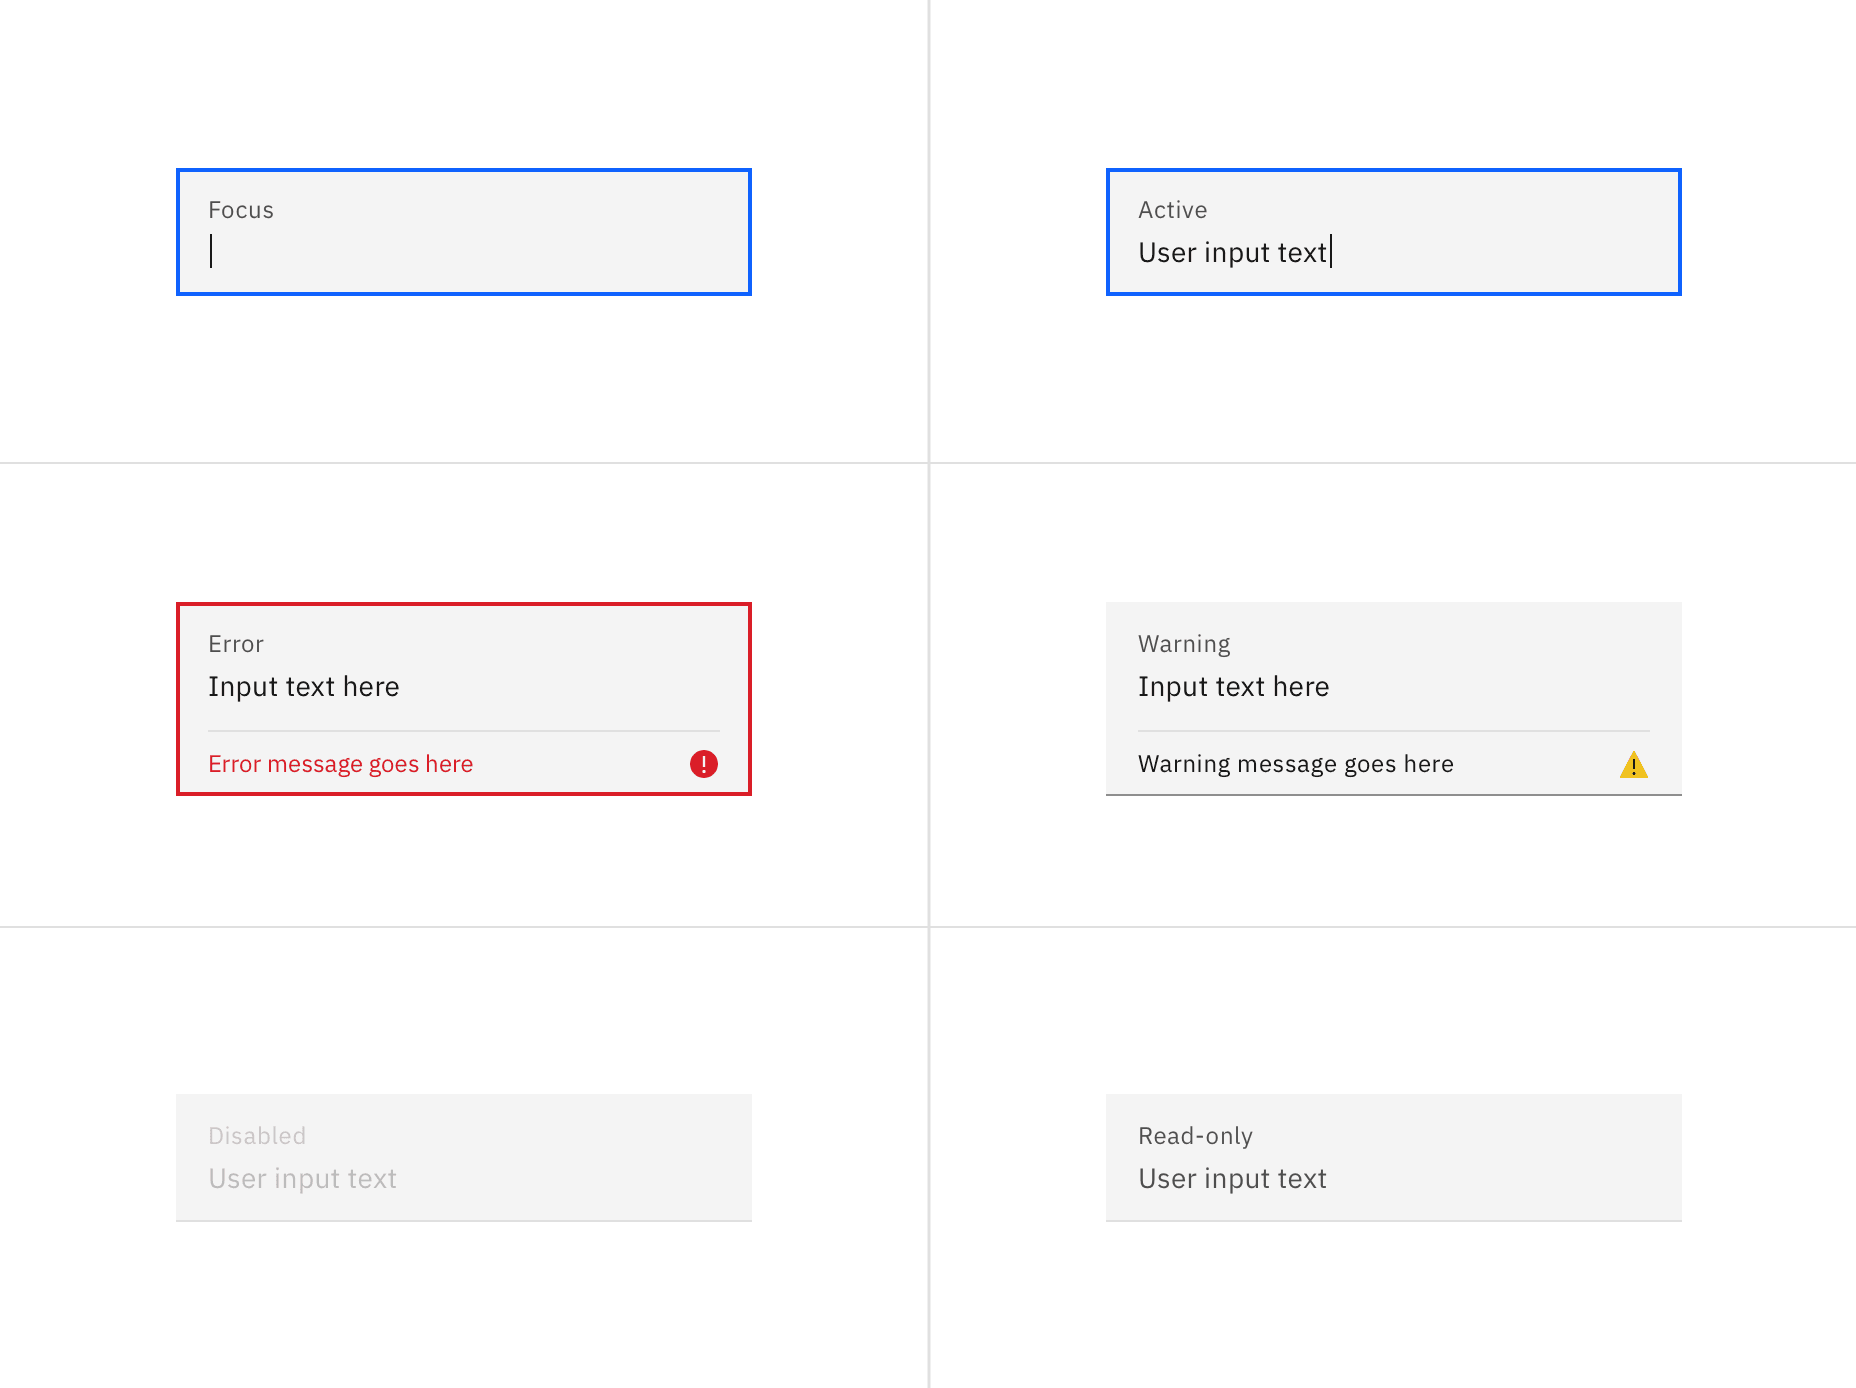 Focus
Active
User input text
Error
Input text here
Error message goes here
Warning
Input text here
Warning message goes here
Disabled
User input text
Read-only
User input text